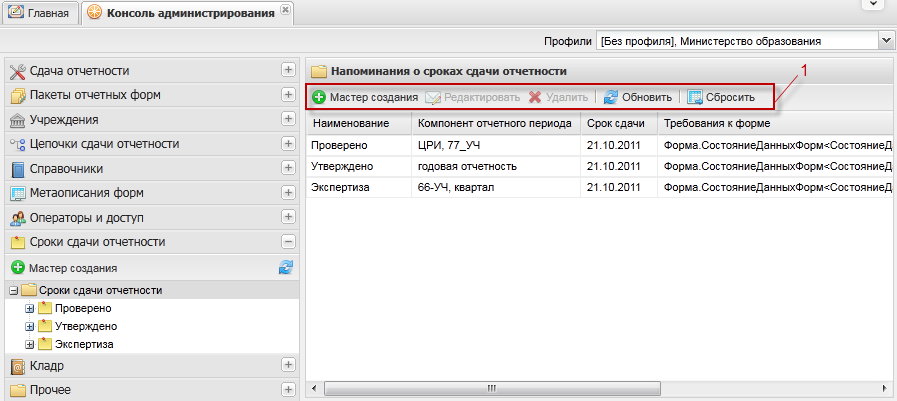 Главная
Консоль администрирования
Профили [Без профиля], Министерство образования
Сдача отчетности
Пакеты отчетных форм
Учреждения
Цепочки сдачи отчетности
Справочники
Метаописания форм
Операторы и доступ
Сроки сдачи отчетности
Мастер создания
Сроки сдачи отчетности
Проверено
Утверждено
Экспертиза
Кладр
Прочее
Напоминания о сроках сдачи отчетности
1
Мастер создания Редактировать Удалить Обновить Сбросить
Наименование Компонент отчетного периода Срок сдачи Требования к форме
Проверено ЦРИ, 77_УЧ 21.10.2011 Форма.СостояниеДанныхФорм<СостояниеДа
Утверждено годовая отчетность 21.10.2011 Форма.СостояниеДанныхФорм<СостояниеДа
Экспертиза 66-УЧ, квартал 21.10.2011 Форма.СостояниеДанныхФорм<СостояниеДа